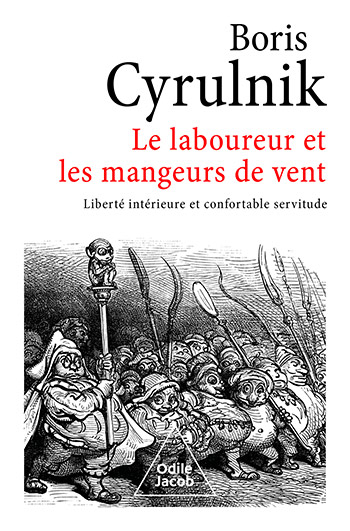 Boris
Cyrulnik
Le laboureur et
les mangeurs de vent
Liberté intérieure et confortable servitude
Odile
Jacob